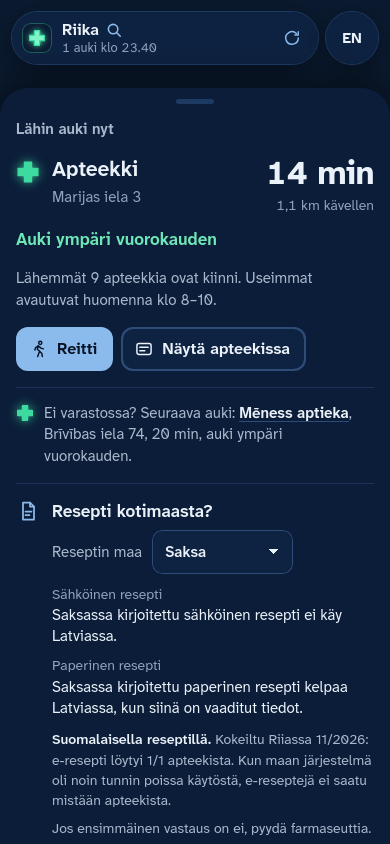 Riika
1 auki klo 23.40
EN
Lähin auki nyt
Apteekki
14 min
Marijas iela 3
1,1 km kävellen
Auki ympäri vuorokauden
Lähemmät 9 apteekkia ovat kiinni. Useimmat
avautuvat huomenna klo 8–10.
Reitti
Näytä apteekissa
Ei varastossa? Seuraava auki: Mēness aptieka,
Brīvības iela 74, 20 min, auki ympäri
vuorokauden.
Resepti kotimaasta?
Reseptin maa
Saksa
Sähköinen resepti
Saksassa kirjoitettu sähköinen resepti ei käy
Latviassa.
Paperinen resepti
Saksassa kirjoitettu paperinen resepti kelpaa
Latviassa, kun siinä on vaaditut tiedot.
Suomalaisella reseptillä. Kokeiltu Riiassa 11/2026:
e-resepti löytyi 1/1 apteekista. Kun maan järjestelmä
oli noin tunnin poissa käytöstä, e-reseptejä ei saatu
mistään apteekista.
Jos ensimmäinen vastaus on ei, pyydä farmaseuttia.